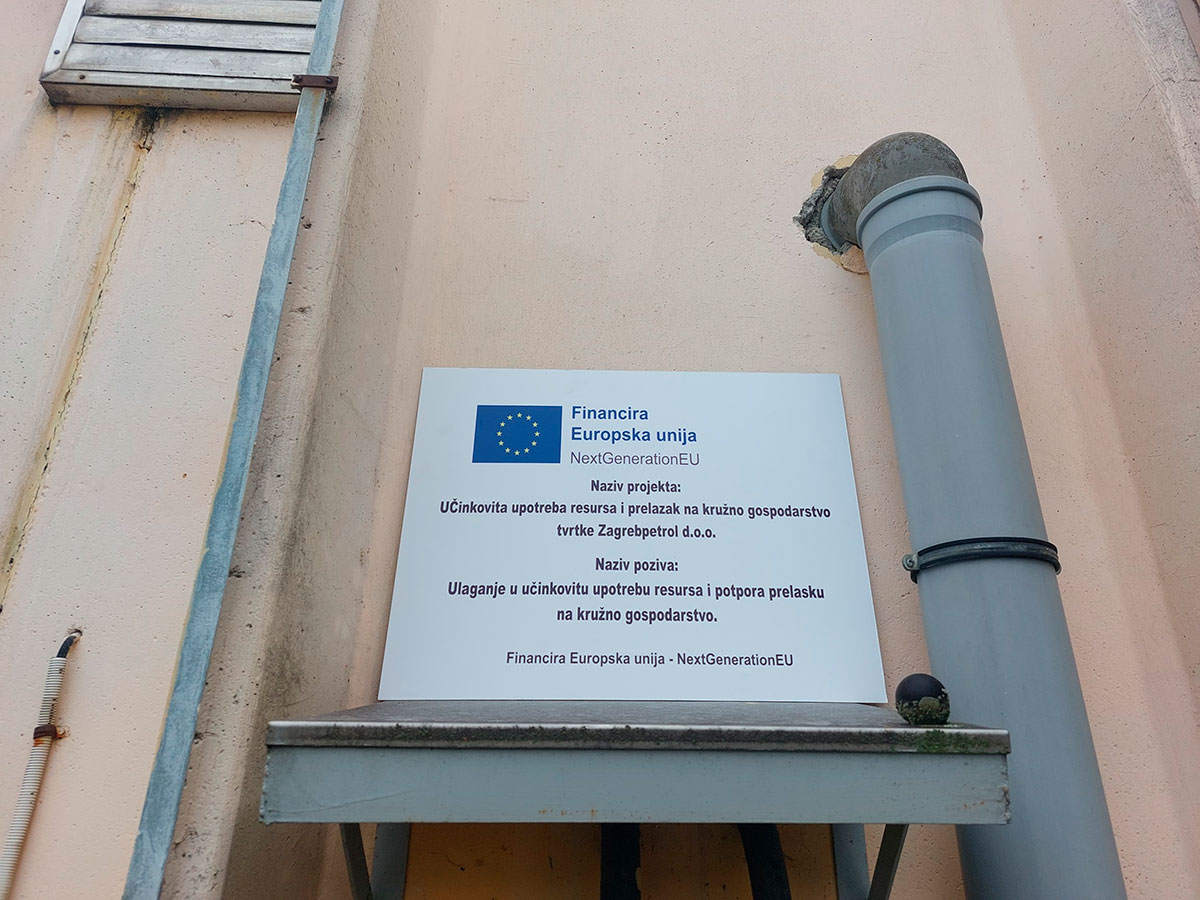 Financira
Europska unija
NextGenerationEU
Naziv projekta:
UČinkovita upotreba resursa i prelazak na kružno gospodarstvo
tvrtke Zagrebpetrol d.o.o.
Naziv poziva:
Ulaganje u učinkovitu upotrebu resursa i potpora prelasku
na kružno gospodarstvo.
Financira Europska unija - NextGenerationEU